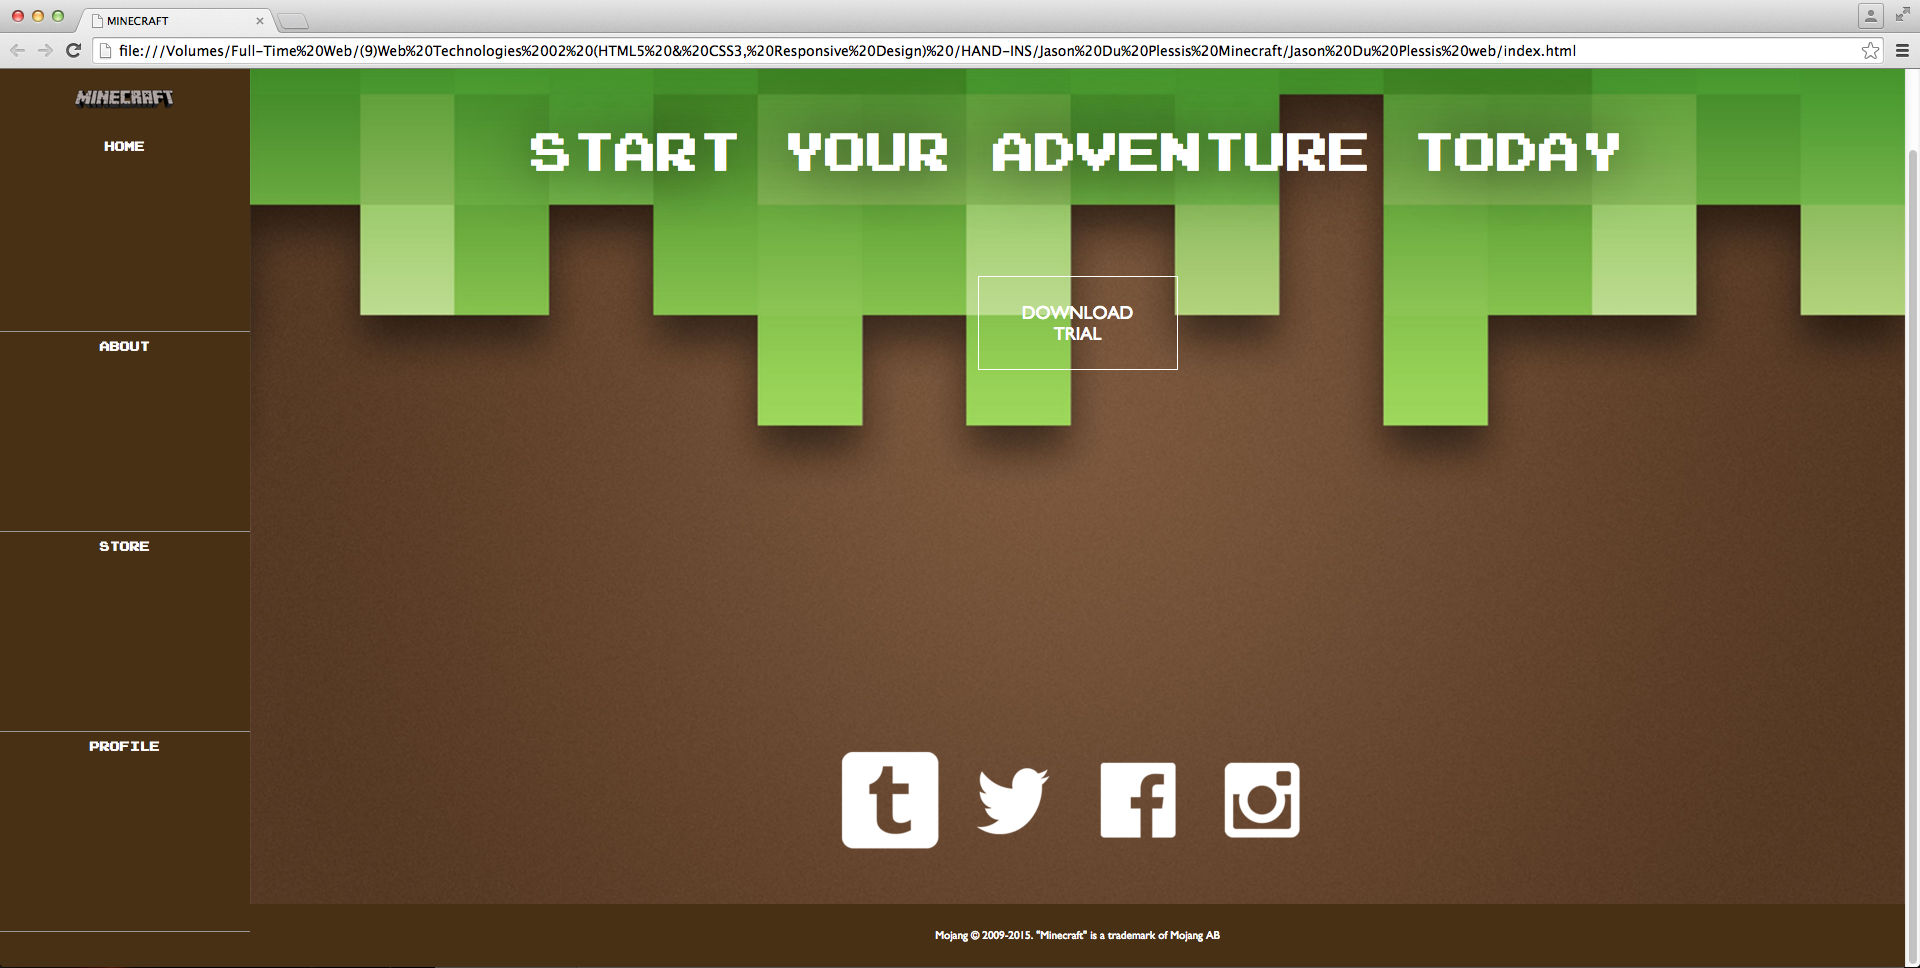 MINECRAFT
file:///Volumes/Full-Time%20Web/(9)Web%20Technologies%2002%20(HTML5%20&%20CSS3,%20Responsive%20Design)%20/HAND-INS/Jason%20Du%20Plessis%20Minecraft/Jason%20Du%20Plessis%20web/index.html
MINECRAFT
HOME
ABOUT
STORE
PROFILE
START YOUR ADVENTURE TODAY
DOWNLOAD
TRIAL
Mojang © 2009-2015. "Minecraft" is a trademark of Mojang AB